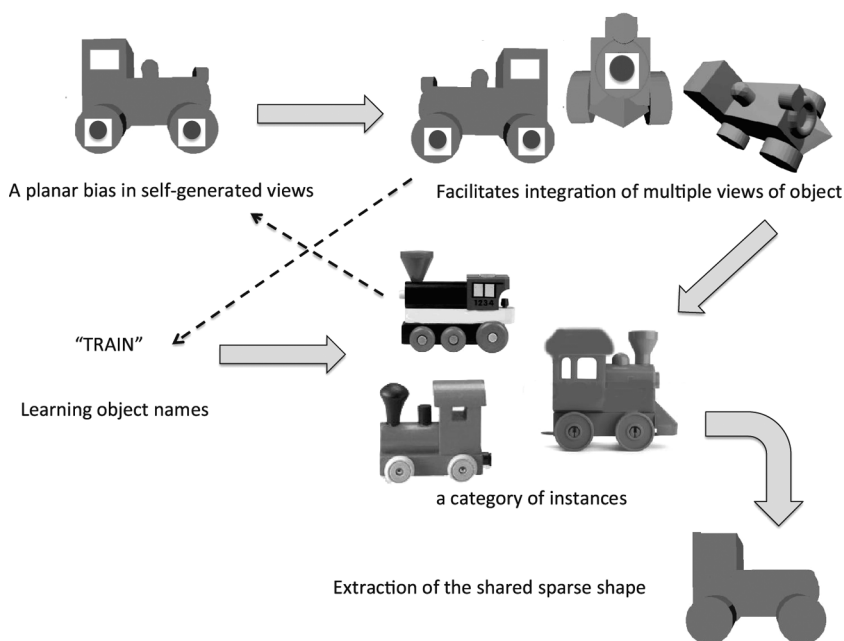 A planar bias in self-generated views
Facilitates integration of multiple views of object
1234
“TRAIN”
Learning object names
a category of instances
Extraction of the shared sparse shape